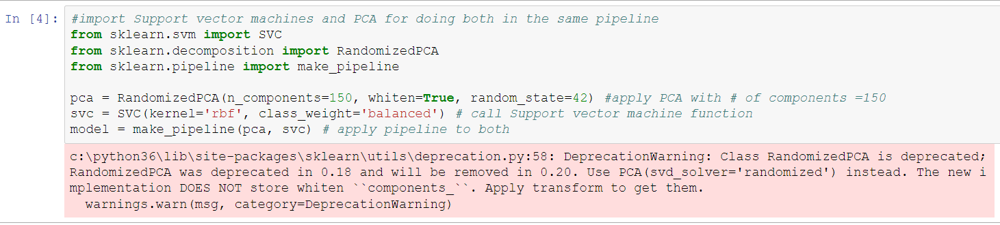 In [4]: #import Support vector machines and PCA for doing both in the same pipeline
from sklearn.svm import SVC
from sklearn.decomposition import RandomizedPCA
from sklearn.pipeline import make_pipeline
pca = RandomizedPCA(n_components=150, whiten=True, random_state=42) #apply PCA with # of components =150
svc = SVC(kernel='rbf', class_weight='balanced') # call Support vector machine function
model = make_pipeline(pca, svc) # apply pipeline to both
c:\python36\lib\site-packages\sklearn\utils\deprecation.py:58: DeprecationWarning: Class RandomizedPCA is deprecated;
RandomizedPCA was deprecated in 0.18 and will be removed in 0.20. Use PCA(svd_solver='randomized') instead. The new i
mplementation DOES NOT store whiten ``components_``. Apply transform to get them.
  warnings.warn(msg, category=DeprecationWarning)